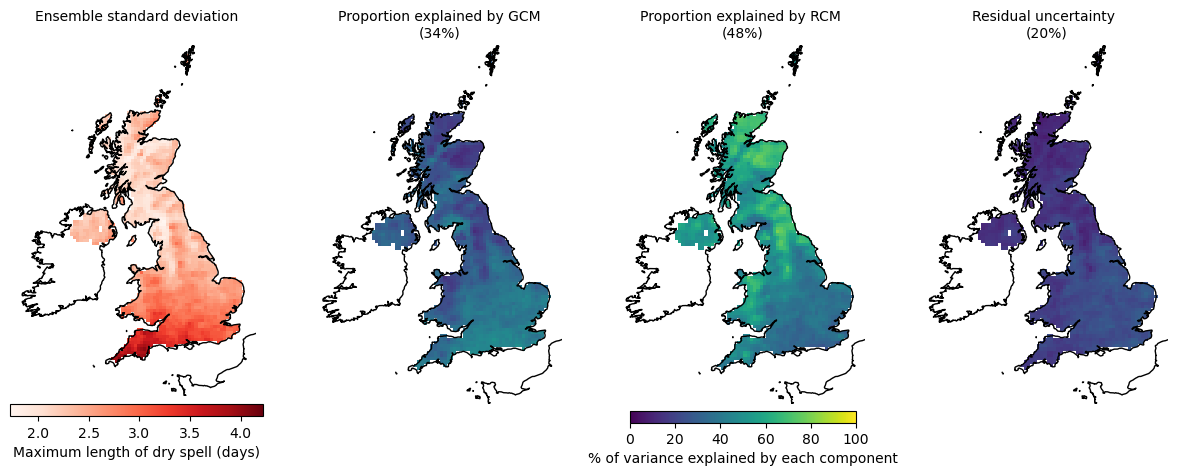 Ensemble standard deviation
Proportion explained by GCM
(34%)
Proportion explained by RCM
(48%)
Residual uncertainty
(20%)
2.0 2.5 3.0 3.5 4.0
Maximum length of dry spell (days)
0 20 40 60 80 100
% of variance explained by each component